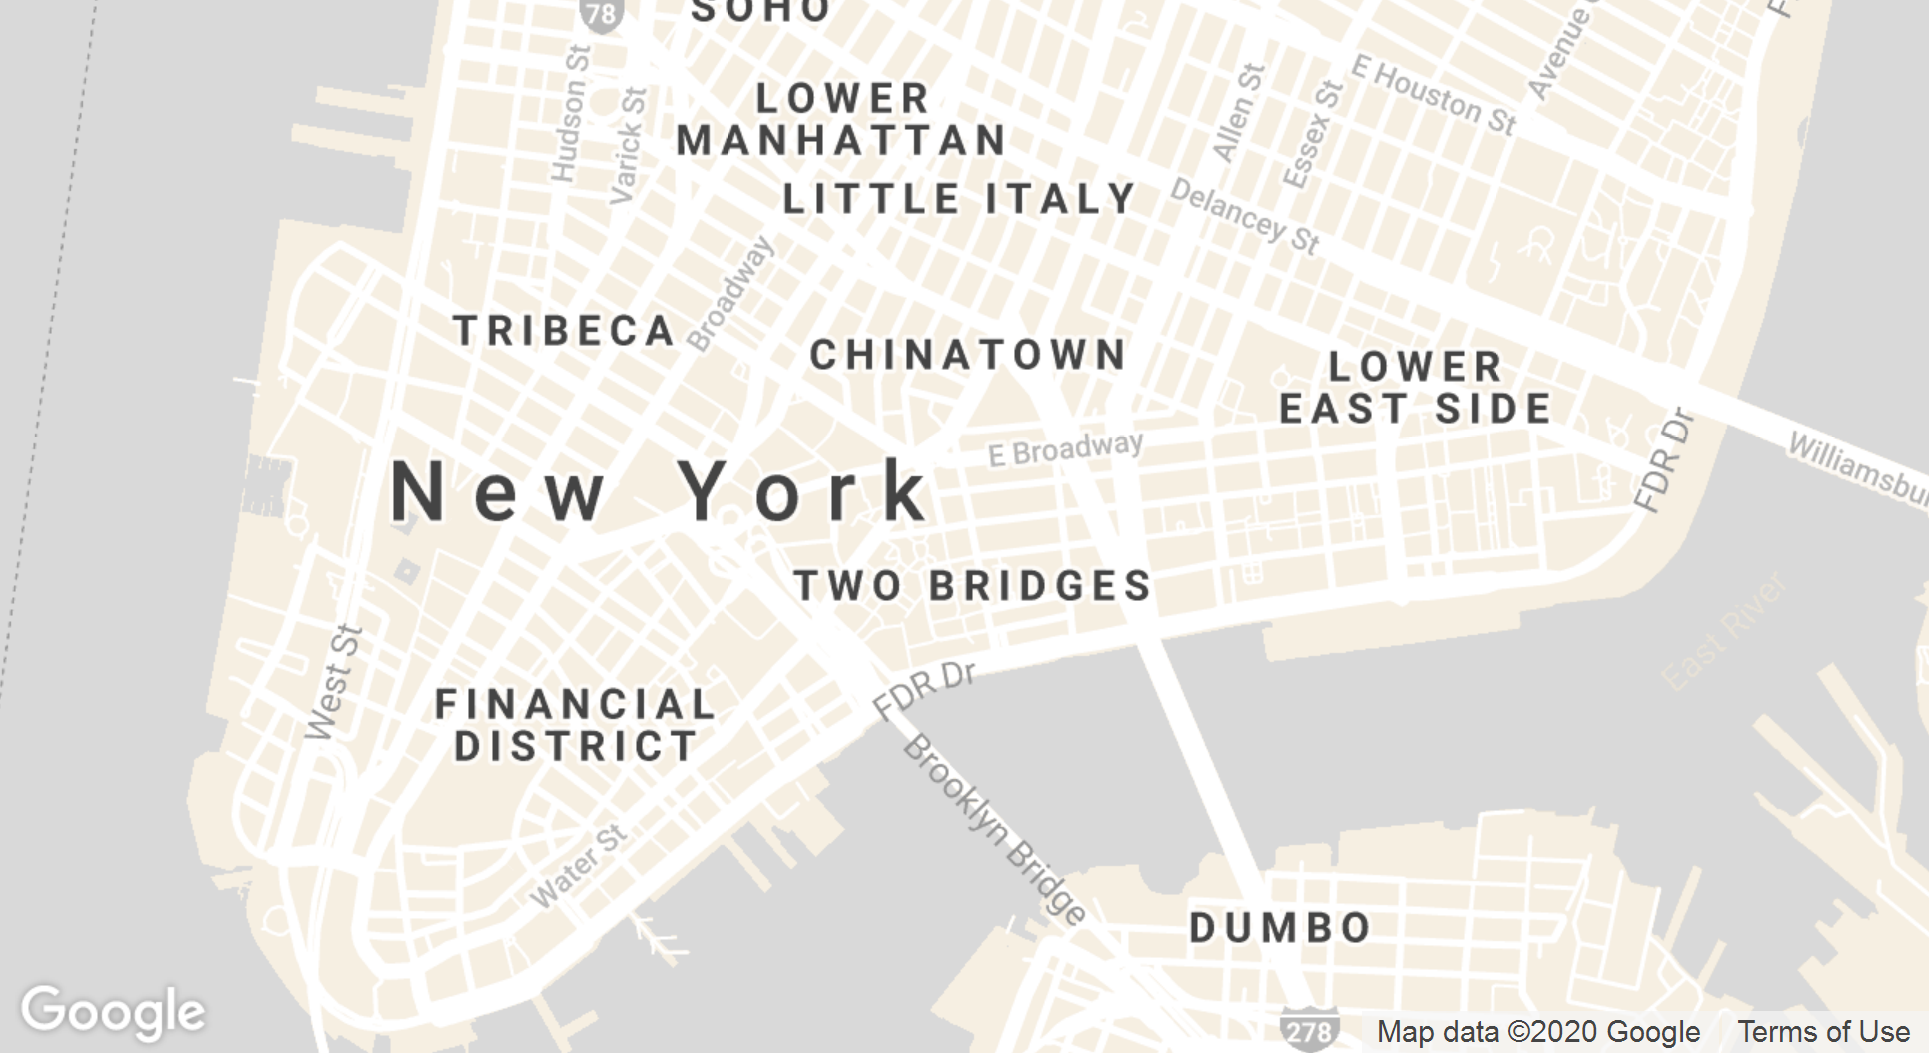 SOHO
78
Hudson St
Varick St
LOWER
MANHATTAN
LITTLE ITALY
Allen St
Essex St
E Houston St
Avenue
Delancey St
Broadway
TRIBECA
CHINATOWN
LOWER
EAST SIDE
E Broadway
FDR Dr
New York
TWO BRIDGES
East River
West St
FINANCIAL
DISTRICT
FDR Dr
Brooklyn Bridge
Water St
DUMBO
278
Google
Map data ©2020 Google
Terms of Use